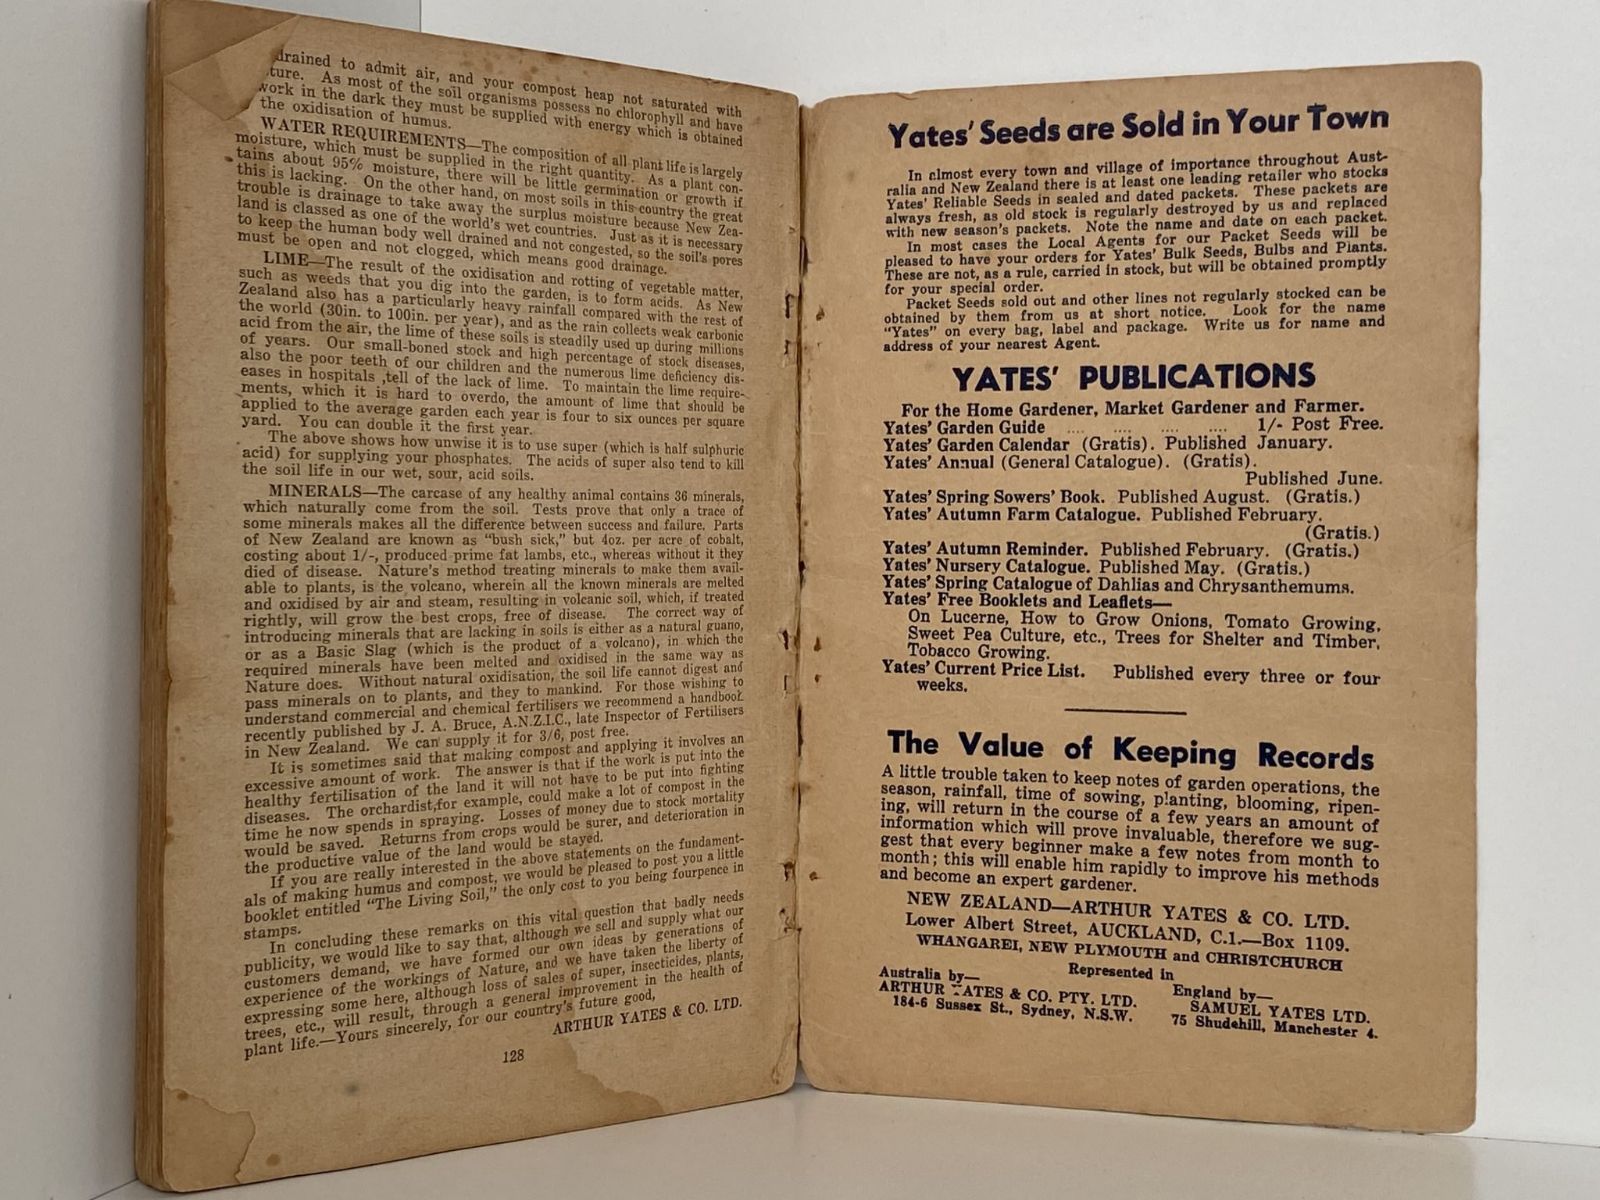 drained to admit air, and your compost heap not saturated with
ture. As most of the soil organisms possess no chlorophyll and have
work in the dark they must be supplied with energy which is obtained
the oxidisation of humus.
WATER REQUIREMENTS—The composition of all plant life is largely
moisture, which must be supplied in the right quantity. As a plant con-
tains about 95% moisture, there will be little germination or growth if
this is lacking. On the other hand, on most soils in this country the great
trouble is drainage to take away the surplus moisture because New Zea-
land is classed as one of the world's wet countries. Just as it is necessary
to keep the human body well drained and not congested, so the soil's pores
must be open and not clogged, which means good drainage.
LIME—The result of the oxidisation and rotting of vegetable matter,
such as weeds that you dig into the garden, is to form acids. As New
Zealand also has a particularly heavy rainfall compared with the rest of
the world (30in. to 100in. per year), and as the rain collects weak carbonic
acid from the air, the lime of these soils is steadily used up during millions
of years. Our small-boned stock and high percentage of stock diseases,
also the poor teeth of our children and the numerous lime deficiency dis-
eases in hospitals ,tell of the lack of lime. To maintain the lime require-
ments, which it is hard to overdo, the amount of lime that should be
applied to the average garden each year is four to six ounces per square
yard. You can double it the first year.
The above shows how unwise it is to use super (which is half sulphuric
acid) for supplying your phosphates. The acids of super also tend to kill
the soil life in our wet, sour, acid soils.
MINERALS—The carcase of any healthy animal contains 36 minerals,
which naturally come from the soil. Tests prove that only a trace of
some minerals makes all the difference between success and failure. Parts
of New Zealand are known as "bush sick," but 4oz. per acre of cobalt,
costing about 1/-, produced prime fat lambs, etc., whereas without it they
died of disease. Nature's method treating minerals to make them avail-
able to plants, is the volcano, wherein all the known minerals are melted
and oxidised by air and steam, resulting in volcanic soil, which, if treated
rightly, will grow the best crops, free of disease. The correct way of
introducing minerals that are lacking in soils is either as a natural guano,
or as a Basic Slag (which is the product of a volcano), in which the
required minerals have been melted and oxidised in the same way as
Nature does. Without natural oxidisation, the soil life cannot digest and
pass minerals on to plants, and they to mankind. For those wishing to
understand commercial and chemical fertilisers we recommend a handbook
recently published by J. A. Bruce, A.N.Z.I.C., late Inspector of Fertilisers
in New Zealand. We can supply it for 3/6, post free.
It is sometimes said that making compost and applying it involves an
excessive amount of work. The answer is that if the work is put into the
healthy fertilisation of the land it will not have to be put into fighting
diseases. The orchardist,for example, could make a lot of compost in the
time he now spends in spraying. Losses of money due to stock mortality
would be saved. Returns from crops would be surer, and deterioration in
the productive value of the land would be stayed.
If you are really interested in the above statements on the fundament-
als of making humus and compost, we would be pleased to post you a little
booklet entitled "The Living Soil," the only cost to you being fourpence in
stamps.
In concluding these remarks on this vital question that badly needs
publicity, we would like to say that, although we sell and supply what our
customers demand, we have formed our own ideas by generations of
experience of the workings of Nature, and we have taken the liberty of
expressing some here, although loss of sales of super, insecticides, plants,
trees, etc., will result, through a general improvement in the health of
plant life.—Yours sincerely, for our country's future good,
ARTHUR YATES & CO. LTD.
128
Yates' Seeds are Sold in Your Town
In almost every town and village of importance throughout Aust-
ralia and New Zealand there is at least one leading retailer who stocks
Yates' Reliable Seeds in sealed and dated packets. These packets are
always fresh, as old stock is regularly destroyed by us and replaced
with new season's packets. Note the name and date on each packet.
In most cases the Local Agents for our Packet Seeds will be
pleased to have your orders for Yates' Bulk Seeds, Bulbs and Plants.
These are not, as a rule, carried in stock, but will be obtained promptly
for your special order.
Packet Seeds sold out and other lines not regularly stocked can be
obtained by them from us at short notice. Look for the name
"Yates" on every bag, label and package. Write us for name and
address of your nearest Agent.
YATES' PUBLICATIONS
For the Home Gardener, Market Gardener and Farmer.
Yates' Garden Guide .... .... .... .... 1/- Post Free.
Yates' Garden Calendar (Gratis). Published January.
Yates' Annual (General Catalogue). (Gratis).
Published June.
Yates' Spring Sowers' Book. Published August. (Gratis.)
Yates' Autumn Farm Catalogue. Published February.
(Gratis.)
Yates' Autumn Reminder. Published February. (Gratis.)
Yates' Nursery Catalogue. Published May. (Gratis.)
Yates' Spring Catalogue of Dahlias and Chrysanthemums.
Yates' Free Booklets and Leaflets—
On Lucerne, How to Grow Onions, Tomato Growing,
Sweet Pea Culture, etc., Trees for Shelter and Timber,
Tobacco Growing.
Yates' Current Price List. Published every three or four
weeks.
The Value of Keeping Records
A little trouble taken to keep notes of garden operations, the
season, rainfall, time of sowing, planting, blooming, ripen-
ing, will return in the course of a few years an amount of
information which will prove invaluable, therefore we sug-
gest that every beginner make a few notes from month to
month; this will enable him rapidly to improve his methods
and become an expert gardener.
NEW ZEALAND—ARTHUR YATES & CO. LTD.
Lower Albert Street, AUCKLAND, C.1.—Box 1109.
WHANGAREI, NEW PLYMOUTH and CHRISTCHURCH
Represented in
Australia by—
ARTHUR YATES & CO. PTY. LTD.
184-6 Sussex St., Sydney, N.S.W.
England by—
SAMUEL YATES LTD.
75 Shudehill, Manchester 4.